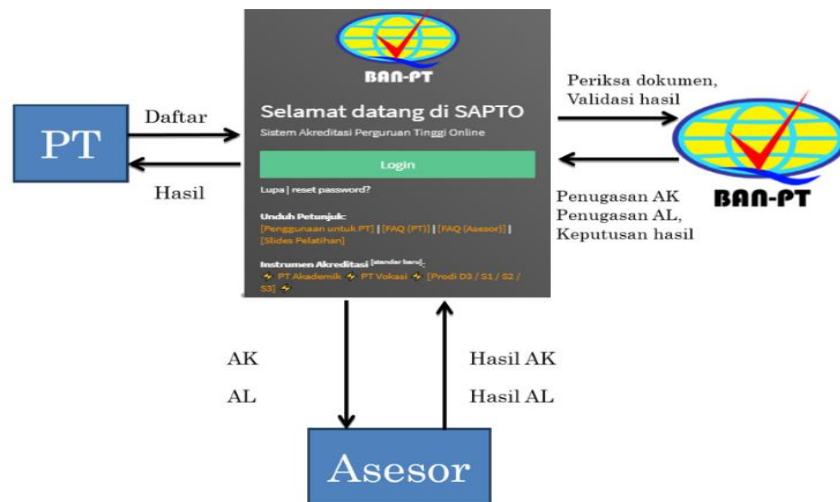 BAN-PT
Selamat datang di SAPTO
Sistem Akreditasi Perguruan Tinggi Online
Login
Lupa | reset password?
Unduh Petunjuk:
[Penggunaan untuk PT] | [FAQ (PT)] | [FAQ (Asesor)] |
[Slides Pelatihan]
Instrumen Akreditasi [standar baru]:
PT Akademik PT Vokasi [Prodi D3 / S1 / S2 /
S3]
PT
Daftar
Hasil
Periksa dokumen,
Validasi hasil
BAN-PT
Penugasan AK
Penugasan AL,
Keputusan hasil
AK
AL
Hasil AK
Hasil AL
Asesor